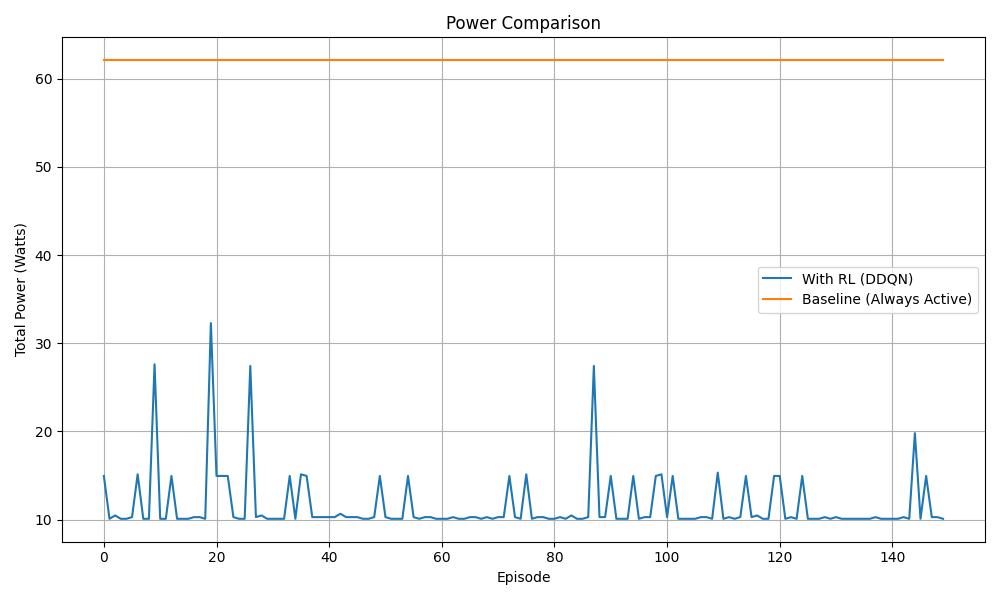 Power Comparison
Total Power (Watts)
60
50
40
30
20
10
With RL (DDQN)
Baseline (Always Active)
0
20
40
60
80
100
120
140
Episode